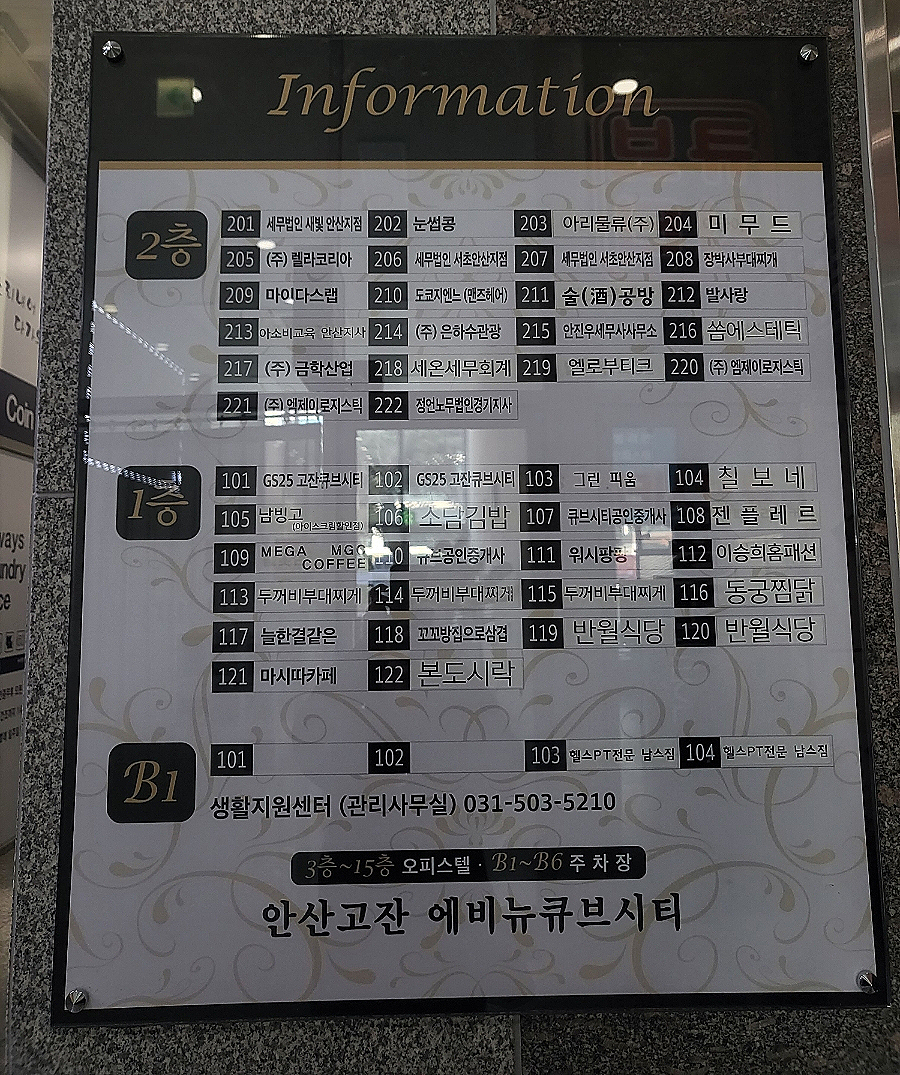 Information
2층
201 세무법인 새빛 안산지점 202 눈썹콩 203 아리물류(주) 204 미 무 드
205 (주) 렐라코리아 206 세무법인 서초안산지점 207 세무법인 서초안산지점 208 장박사부대찌개
209 마이다스랩 210 도쿄지엔느 (맨즈헤어) 211 술(酒)공방 212 발사랑
213 아소비교육 안산지사 214 (주) 은하수관광 215 안진우세무사사무소 216 쏨에스테틱
217 (주) 금학산업 218 세온세무회계 219 엘로부티크 220 (주) 엠제이로지스틱
221 (주) 엠제이로지스틱 222 정언노무법인경기지사
1층
101 GS25 고잔큐브시티 102 GS25 고잔큐브시티 103 그린 피움 104 칠 보 네
105 남빙고 (아이스크림할인점) 106 소담김밥 107 큐브시티공인중개사 108 젠 플 레 르
109 MEGA MGC COFFEE 110 큐브공인중개사 111 워시팡팡 112 이승희홈패션
113 두꺼비부대찌게 114 두꺼비부대찌게 115 두꺼비부대찌게 116 동궁찜닭
117 늘한결같은 118 꼬꼬방집으로삼겹 119 반월식당 120 반월식당
121 마시따카페 122 본도시락
B1
101 102 103 헬스PT전문 남스짐 104 헬스PT전문 남스짐
생활지원센터 (관리사무실) 031-503-5210
3층~15층 오피스텔 · B1~B6 주 차 장
안산고잔 에비뉴큐브시티
Coin